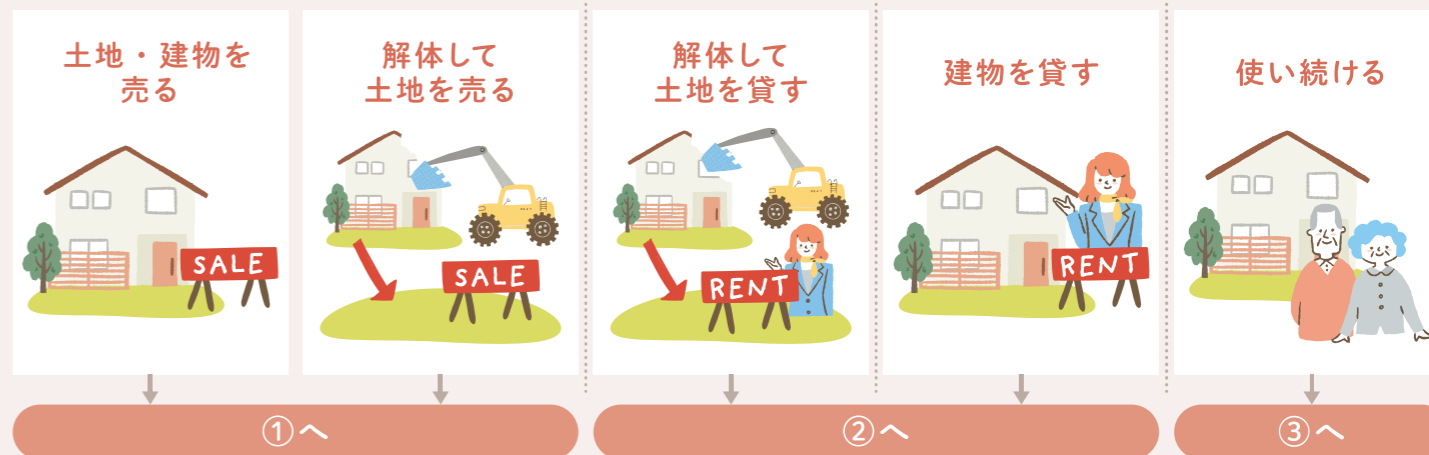 土地・建物を
売る
SALE
解体して
土地を売る
SALE
解体して
土地を貸す
RENT
建物を貸す
RENT
使い続ける
①へ
②へ
③へ